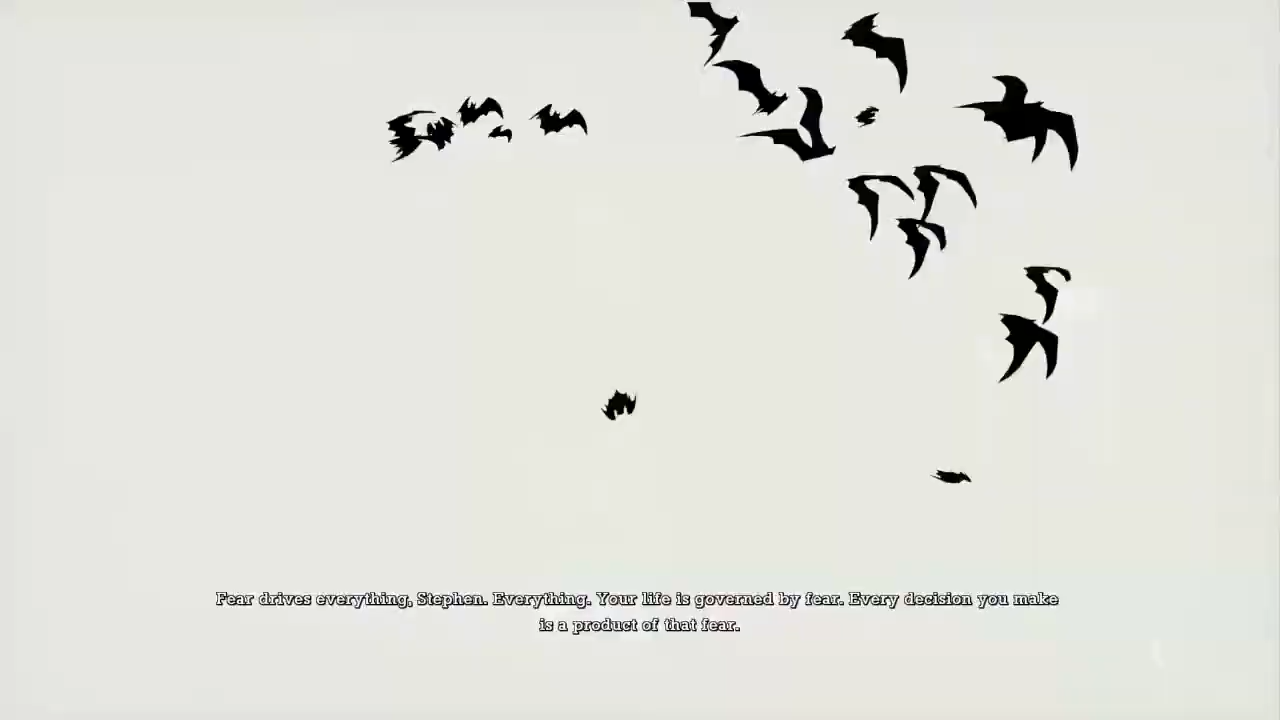 Fear drives everything, Stephen. Everything. Your life is governed by fear. Every decision you make
is a product of that fear.